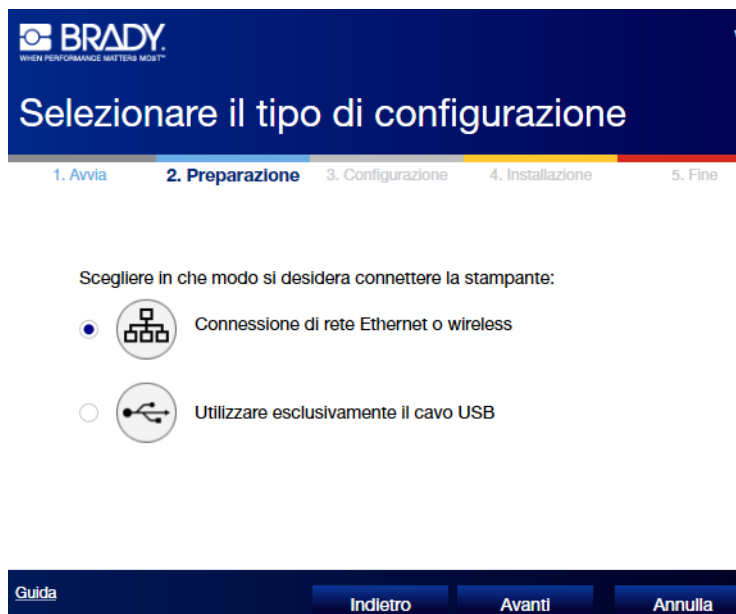 BRADY.
WHEN PERFORMANCE MATTERS MOST™
Selezionare il tipo di configurazione
1. Avvia 2. Preparazione 3. Configurazione 4. Installazione 5. Fine
Scegliere in che modo si desidera connettere la stampante:
Connessione di rete Ethernet o wireless
Utilizzare esclusivamente il cavo USB
Guida Indietro Avanti Annulla